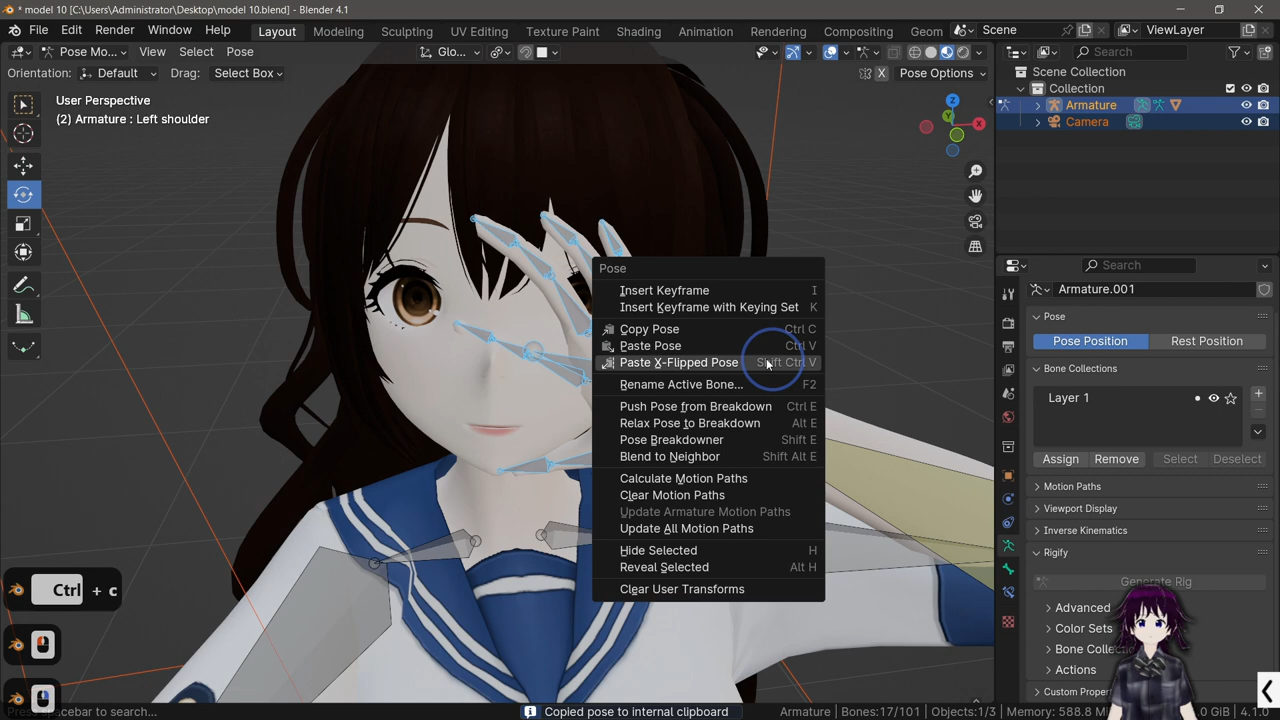 * model 10 [C:\Users\Administrator\Desktop\model 10.blend] - Blender 4.1
File Edit Render Window Help Layout Modeling Sculpting UV Editing Texture Paint Shading Animation Rendering Compositing Geom Scene ViewLayer
Pose Mo... View Select Pose Glo... Search
Orientation: Default Drag: Select Box X Pose Options
User Perspective
(2) Armature : Left shoulder
Z
Y
X
Scene Collection
Collection
Armature
Camera
Search
Armature.001
Pose
Pose Position Rest Position
Bone Collections
Layer 1
Assign Remove Select Deselect
Motion Paths
Viewport Display
Inverse Kinematics
Rigify
Generate Rig
Advanced
Color Sets
Bone Collec
Actions
Custom Proper
Pose
Insert Keyframe I
Insert Keyframe with Keying Set K
Copy Pose Ctrl C
Paste Pose Ctrl V
Paste X-Flipped Pose Shift Ctrl V
Rename Active Bone... F2
Push Pose from Breakdown Ctrl E
Relax Pose to Breakdown Alt E
Pose Breakdowner Shift E
Blend to Neighbor Shift Alt E
Calculate Motion Paths
Clear Motion Paths
Update Armature Motion Paths
Update All Motion Paths
Hide Selected H
Reveal Selected Alt H
Clear User Transforms
Ctrl + c
Press spacebar to search...
Copied pose to internal clipboard
Armature | Bones:17/101 | Objects:1/3 | Memory: 588.8 M 0 GiB | 4.1.0